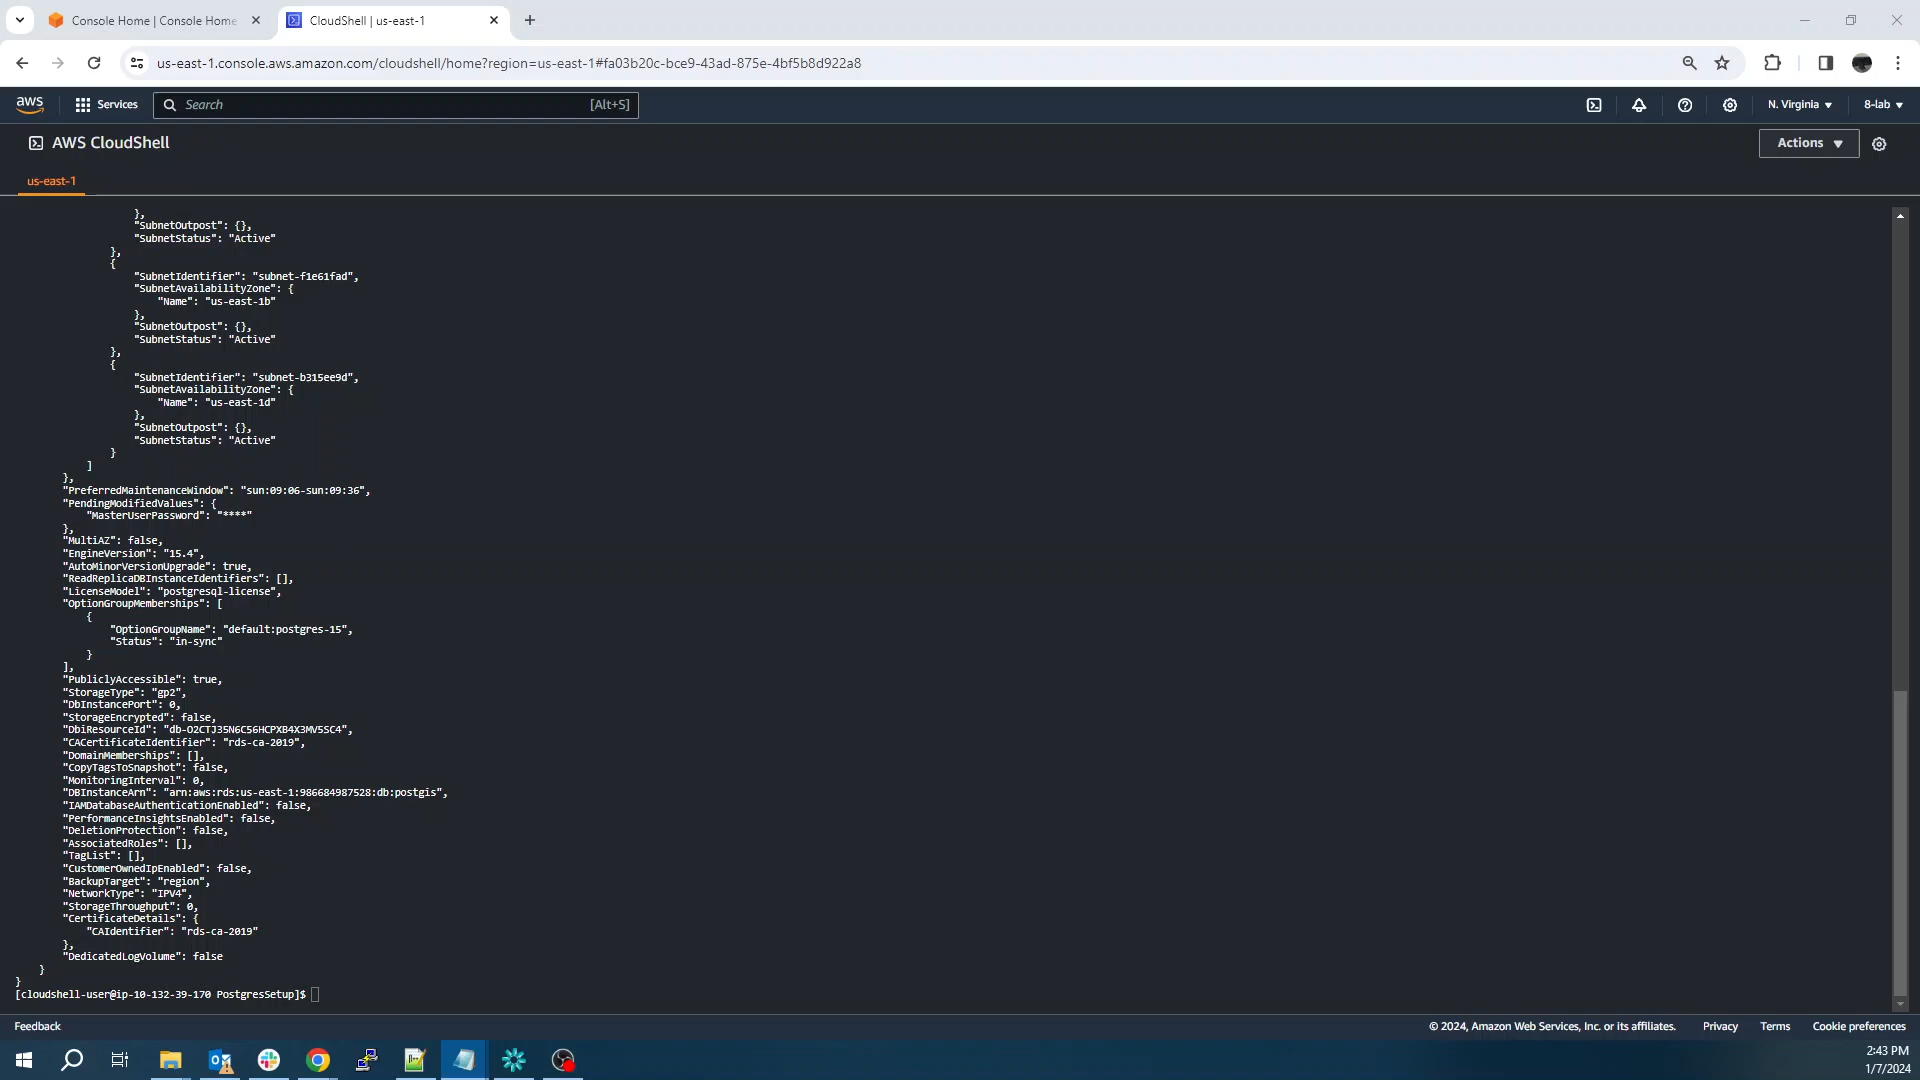 Console Home | Console Home
CloudShell | us-east-1
us-east-1.console.aws.amazon.com/cloudshell/home?region=us-east-1#fa03b20c-bce9-43ad-875e-4bf5b8d922a8
aws
Services
Search
[Alt+S]
N. Virginia
8-lab
AWS CloudShell
Actions
us-east-1
},
"SubnetOutpost": {},
"SubnetStatus": "Active"
},
{
"SubnetIdentifier": "subnet-f1e61fad",
"SubnetAvailabilityZone": {
"Name": "us-east-1b"
},
"SubnetOutpost": {},
"SubnetStatus": "Active"
},
{
"SubnetIdentifier": "subnet-b315ee9d",
"SubnetAvailabilityZone": {
"Name": "us-east-1d"
},
"SubnetOutpost": {},
"SubnetStatus": "Active"
}
]
},
"PreferredMaintenanceWindow": "sun:09:06-sun:09:36",
"PendingModifiedValues": {
"MasterUserPassword": "****"
},
"MultiAZ": false,
"EngineVersion": "15.4",
"AutoMinorVersionUpgrade": true,
"ReadReplicaDBInstanceIdentifiers": [],
"LicenseModel": "postgresql-license",
"OptionGroupMemberships": [
{
"OptionGroupName": "default:postgres-15",
"Status": "in-sync"
}
],
"PubliclyAccessible": true,
"StorageType": "gp2",
"DbInstancePort": 0,
"StorageEncrypted": false,
"DbiResourceId": "db-O2CTJ35N6C56HCPXB4X3MV5SC4",
"CACertificateIdentifier": "rds-ca-2019",
"DomainMemberships": [],
"CopyTagsToSnapshot": false,
"MonitoringInterval": 0,
"DBInstanceArn": "arn:aws:rds:us-east-1:986684987528:db:postgis",
"IAMDatabaseAuthenticationEnabled": false,
"PerformanceInsightsEnabled": false,
"DeletionProtection": false,
"AssociatedRoles": [],
"TagList": [],
"CustomerOwnedIpEnabled": false,
"BackupTarget": "region",
"NetworkType": "IPV4",
"StorageThroughput": 0,
"CertificateDetails": {
"CAIdentifier": "rds-ca-2019"
},
"DedicatedLogVolume": false
}
}
[cloudshell-user@ip-10-132-39-170 PostgresSetup]$
Feedback
© 2024, Amazon Web Services, Inc. or its affiliates.
Privacy
Terms
Cookie preferences
2:43 PM
1/7/2024